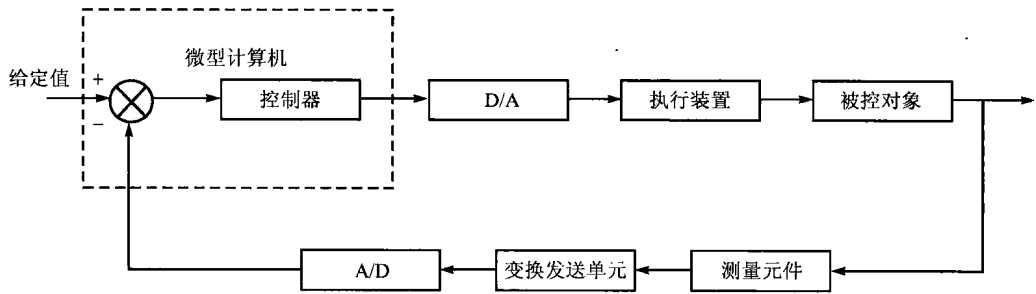 微型计算机
给定值
+
控制器
D/A
执行装置
被控对象
−
A/D
变换发送单元
测量元件